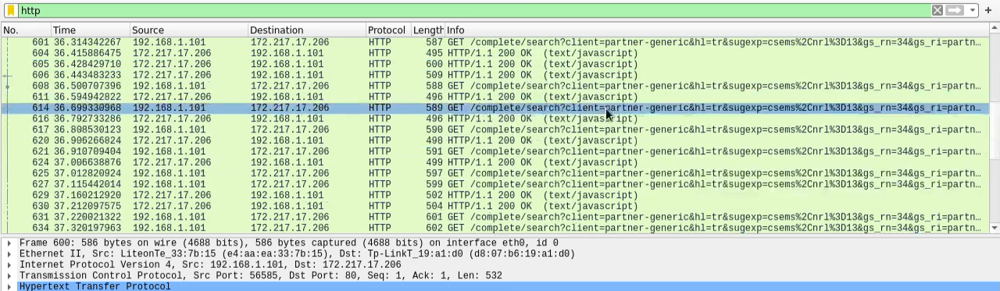 http
No. Time Source Destination Protocol Length Info
601 36.314342267 192.168.1.101 172.217.17.206 HTTP 587 GET /complete/search?client=partner-generic&hl=tr&sugexp=csems%2Cnrl%3D13&gs_rn=34&gs_ri=partn…
604 36.415886475 172.217.17.206 192.168.1.101 HTTP 495 HTTP/1.1 200 OK (text/javascript)
605 36.428429710 192.168.1.101 172.217.17.206 HTTP 600 HTTP/1.1 200 OK (text/javascript)
606 36.443483233 172.217.17.206 192.168.1.101 HTTP 509 HTTP/1.1 200 OK (text/javascript)
608 36.500707396 192.168.1.101 172.217.17.206 HTTP 588 GET /complete/search?client=partner-generic&hl=tr&sugexp=csems%2Cnrl%3D13&gs_rn=34&gs_ri=partn…
611 36.594942822 172.217.17.206 192.168.1.101 HTTP 496 HTTP/1.1 200 OK (text/javascript)
614 36.699330968 192.168.1.101 172.217.17.206 HTTP 589 GET /complete/search?client=partner-generic&hl=tr&sugexp=csems%2Cnrl%3D13&gs_rn=34&gs_ri=partn…
616 36.792733286 172.217.17.206 192.168.1.101 HTTP 496 HTTP/1.1 200 OK (text/javascript)
617 36.808530123 192.168.1.101 172.217.17.206 HTTP 590 GET /complete/search?client=partner-generic&hl=tr&sugexp=csems%2Cnrl%3D13&gs_rn=34&gs_ri=partn…
620 36.906266824 172.217.17.206 192.168.1.101 HTTP 498 HTTP/1.1 200 OK (text/javascript)
621 36.910709404 192.168.1.101 172.217.17.206 HTTP 591 GET /complete/search?client=partner-generic&hl=tr&sugexp=csems%2Cnrl%3D13&gs_rn=34&gs_ri=partn…
624 37.006638876 172.217.17.206 192.168.1.101 HTTP 499 HTTP/1.1 200 OK (text/javascript)
625 37.012820924 192.168.1.101 172.217.17.206 HTTP 597 GET /complete/search?client=partner-generic&hl=tr&sugexp=csems%2Cnrl%3D13&gs_rn=34&gs_ri=partn…
627 37.115442014 192.168.1.101 172.217.17.206 HTTP 599 GET /complete/search?client=partner-generic&hl=tr&sugexp=csems%2Cnrl%3D13&gs_rn=34&gs_ri=partn…
629 37.160212920 172.217.17.206 192.168.1.101 HTTP 502 HTTP/1.1 200 OK (text/javascript)
630 37.212097575 172.217.17.206 192.168.1.101 HTTP 504 HTTP/1.1 200 OK (text/javascript)
631 37.220021322 192.168.1.101 172.217.17.206 HTTP 601 GET /complete/search?client=partner-generic&hl=tr&sugexp=csems%2Cnrl%3D13&gs_rn=34&gs_ri=partn…
634 37.320197963 192.168.1.101 172.217.17.206 HTTP 602 GET /complete/search?client=partner-generic&hl=tr&sugexp=csems%2Cnrl%3D13&gs_rn=34&gs_ri=partn…
Frame 600: 586 bytes on wire (4688 bits), 586 bytes captured (4688 bits) on interface eth0, id 0
Ethernet II, Src: LiteonTe_33:7b:15 (e4:aa:ea:33:7b:15), Dst: Tp-LinkT_19:a1:d0 (d8:07:b6:19:a1:d0)
Internet Protocol Version 4, Src: 192.168.1.101, Dst: 172.217.17.206
Transmission Control Protocol, Src Port: 56585, Dst Port: 80, Seq: 1, Ack: 1, Len: 532
Hypertext Transfer Protocol